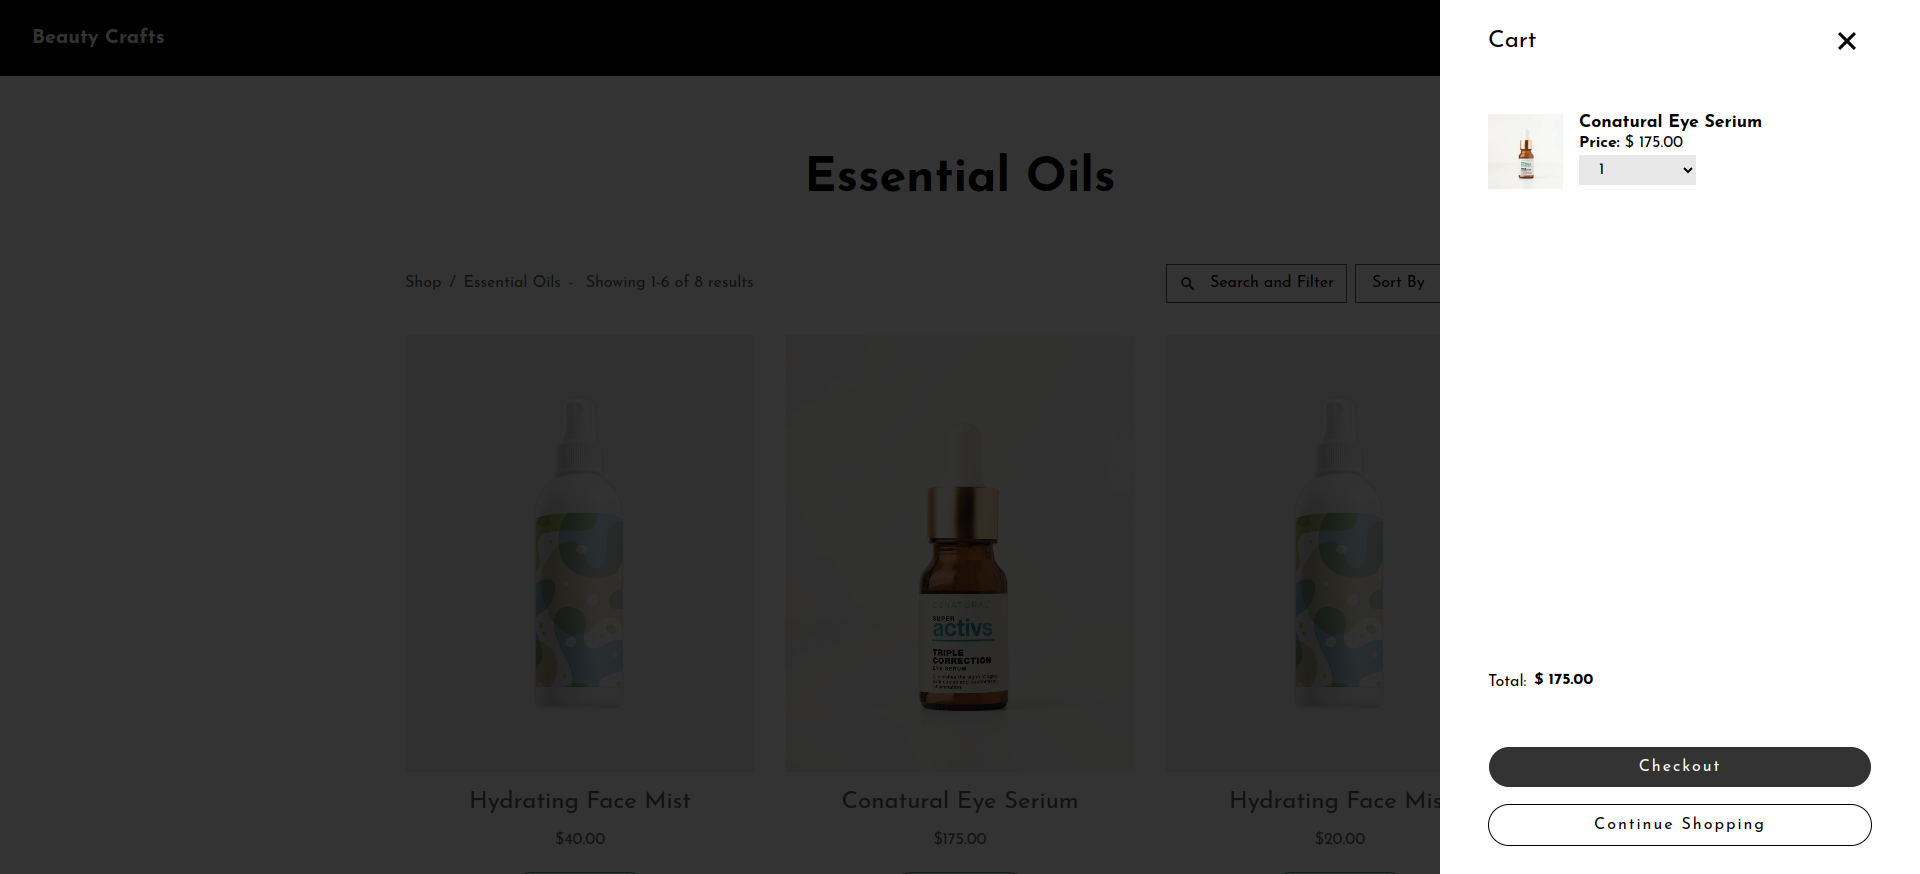 Beauty Crafts
Essential Oils
Shop / Essential Oils - Showing 1-6 of 8 results
Search and Filter
Sort By
CONATURAL
SUPER
activs
TRIPLE
CORRECTION
EYE SERUM
Hydrating Face Mist
$40.00
Conatural Eye Serium
$175.00
Hydrating Face Mis
$20.00
Cart
Conatural Eye Serium
Price: $ 175.00
1
Total: $ 175.00
Checkout
Continue Shopping